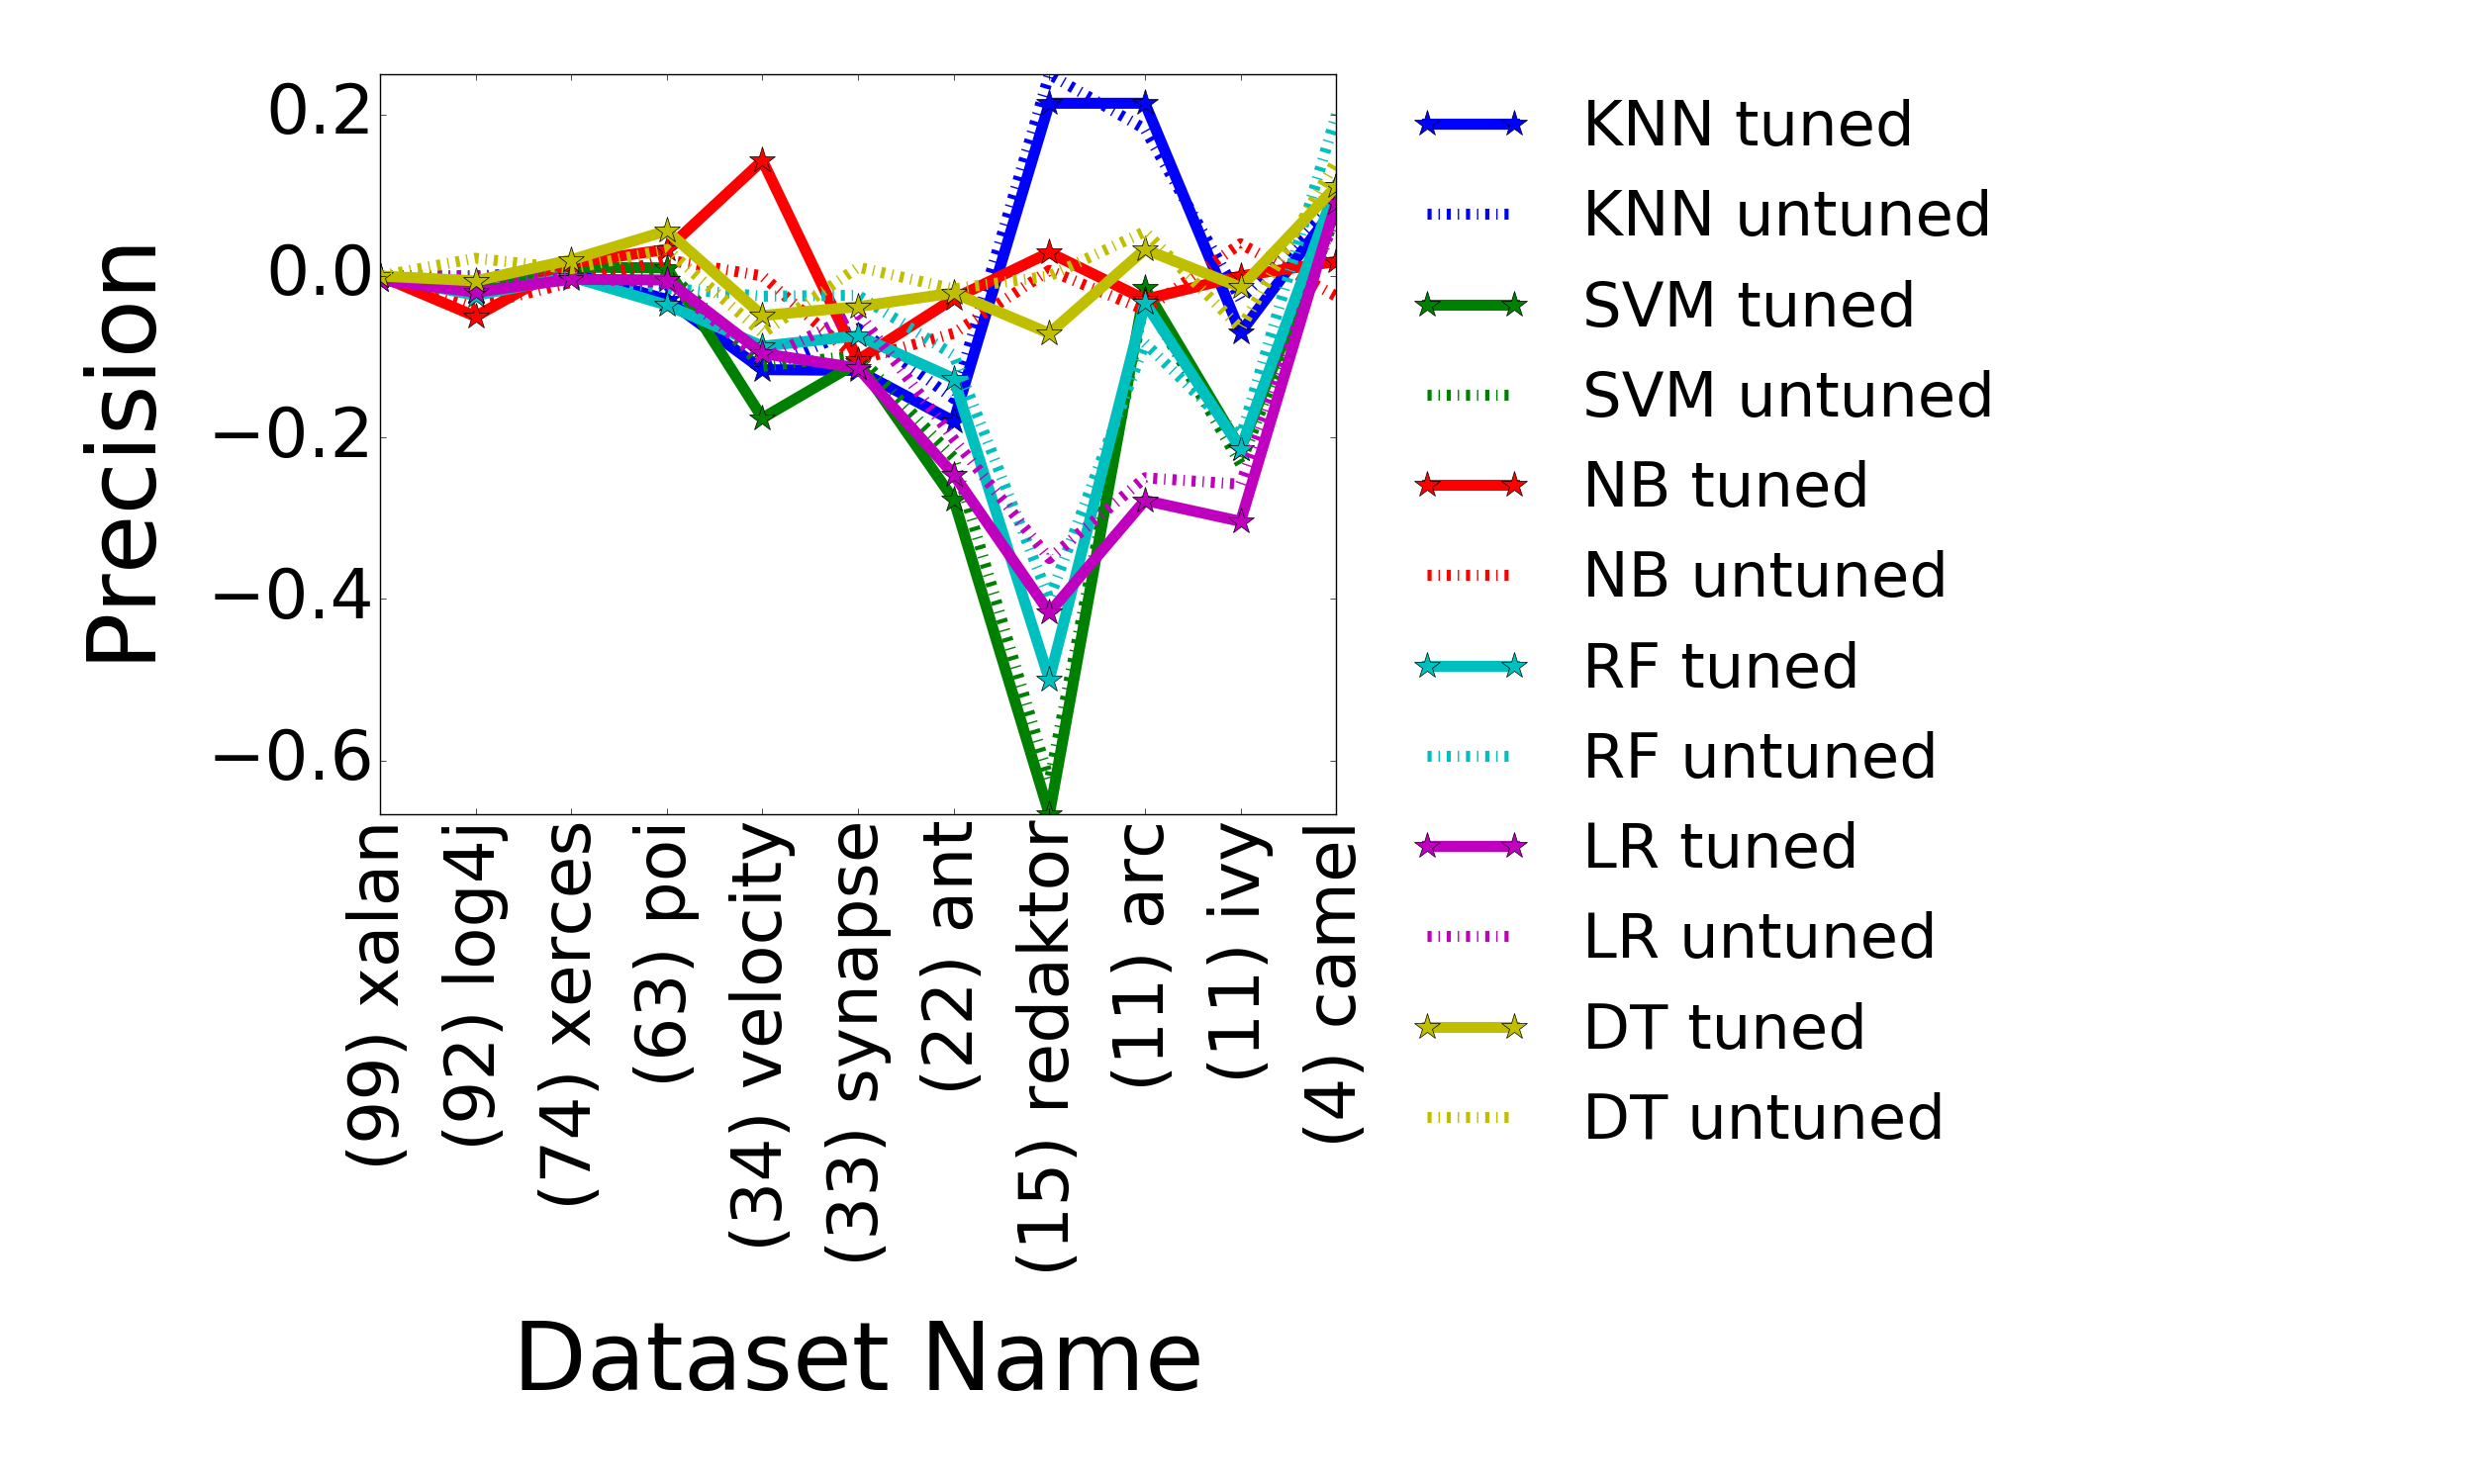 0.2
0.0
−0.2
−0.4
−0.6
Precision
(99) xalan
(92) log4j
(74) xerces
(63) poi
(34) velocity
(33) synapse
(22) ant
(15) redaktor
(11) arc
(11) ivy
(4) camel
Dataset Name
KNN tuned
KNN untuned
SVM tuned
SVM untuned
NB tuned
NB untuned
RF tuned
RF untuned
LR tuned
LR untuned
DT tuned
DT untuned